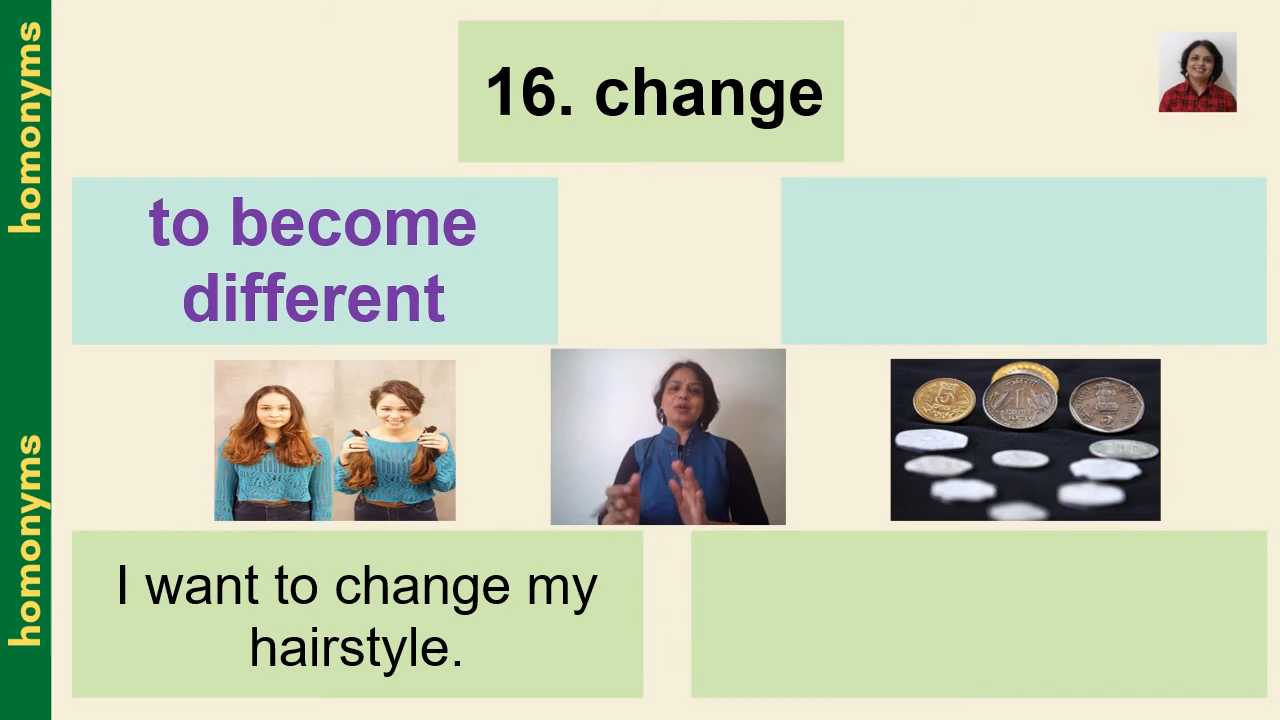 homonyms
homonyms
16. change
to become
different
I want to change my
hairstyle.